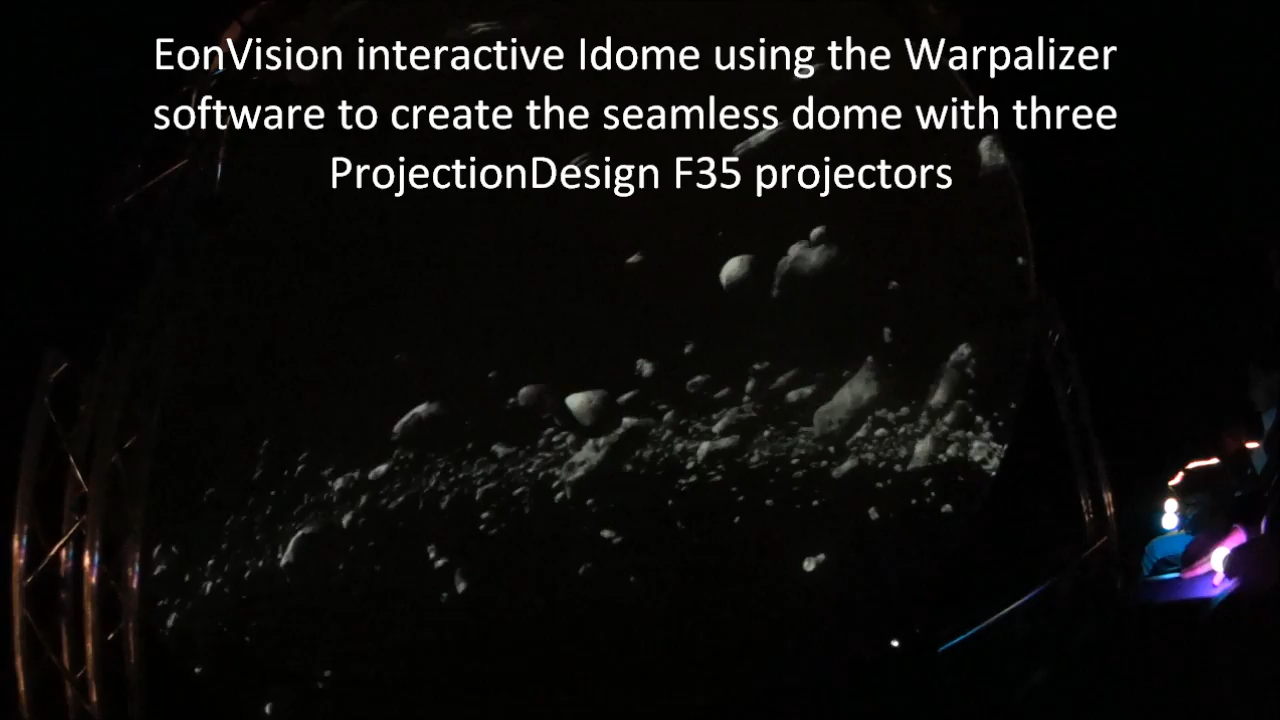 EonVision interactive Idome using the Warpalizer
software to create the seamless dome with three
ProjectionDesign F35 projectors